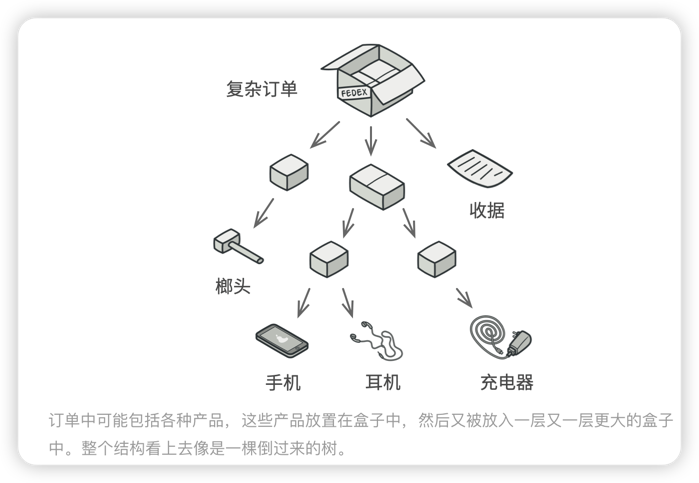 复杂订单
FEDEX
收据
榔头
手机
耳机
充电器
订单中可能包括各种产品，这些产品放置在盒子中，然后又被放入一层又一层更大的盒子
中。整个结构看上去像是一棵倒过来的树。